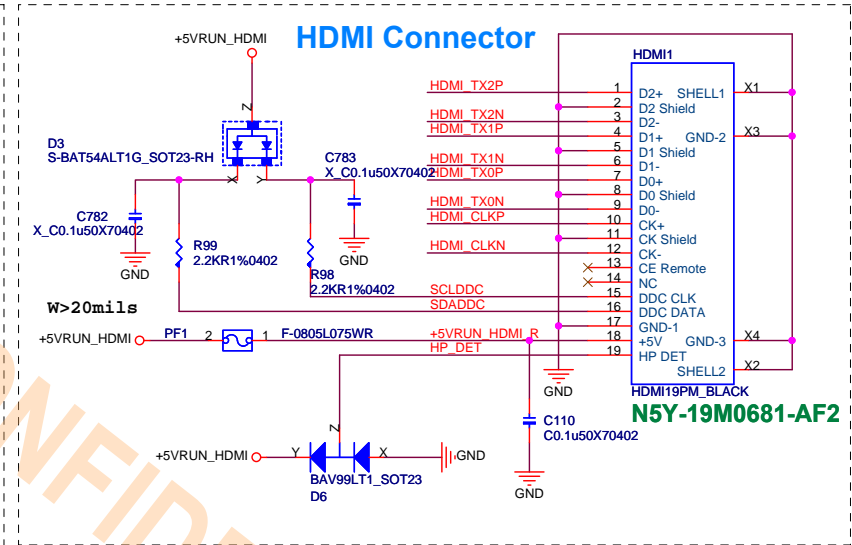 HDMI Connector
+5VRUN_HDMI
Z
D3
S-BAT54ALT1G_SOT23-RH
X
Y
C782
X_C0.1u50X70402
GND
C783
X_C0.1u50X70402
GND
R99
2.2KR1%0402
R98
2.2KR1%0402
W>20mils
+5VRUN_HDMI
PF1
2
1
F-0805L075WR
HDMI_TX2P
HDMI_TX2N
HDMI_TX1P
HDMI_TX1N
HDMI_TX0P
HDMI_TX0N
HDMI_CLKP
HDMI_CLKN
SCLDDC
SDADDC
+5VRUN_HDMI_R
HP_DET
HDMI1
1 D2+ SHELL1 X1
2 D2 Shield
3 D2-
4 D1+ GND-2 X3
5 D1 Shield
6 D1-
7 D0+
8 D0 Shield
9 D0-
10 CK+
11 CK Shield
12 CK-
13 CE Remote
14 NC
15 DDC CLK
16 DDC DATA
17 GND-1
18 +5V GND-3 X4
19 HP DET
SHELL2 X2
HDMI19PM_BLACK
N5Y-19M0681-AF2
GND
C110
C0.1u50X70402
GND
+5VRUN_HDMI
Y
Z
X
GND
BAV99LT1_SOT23
D6